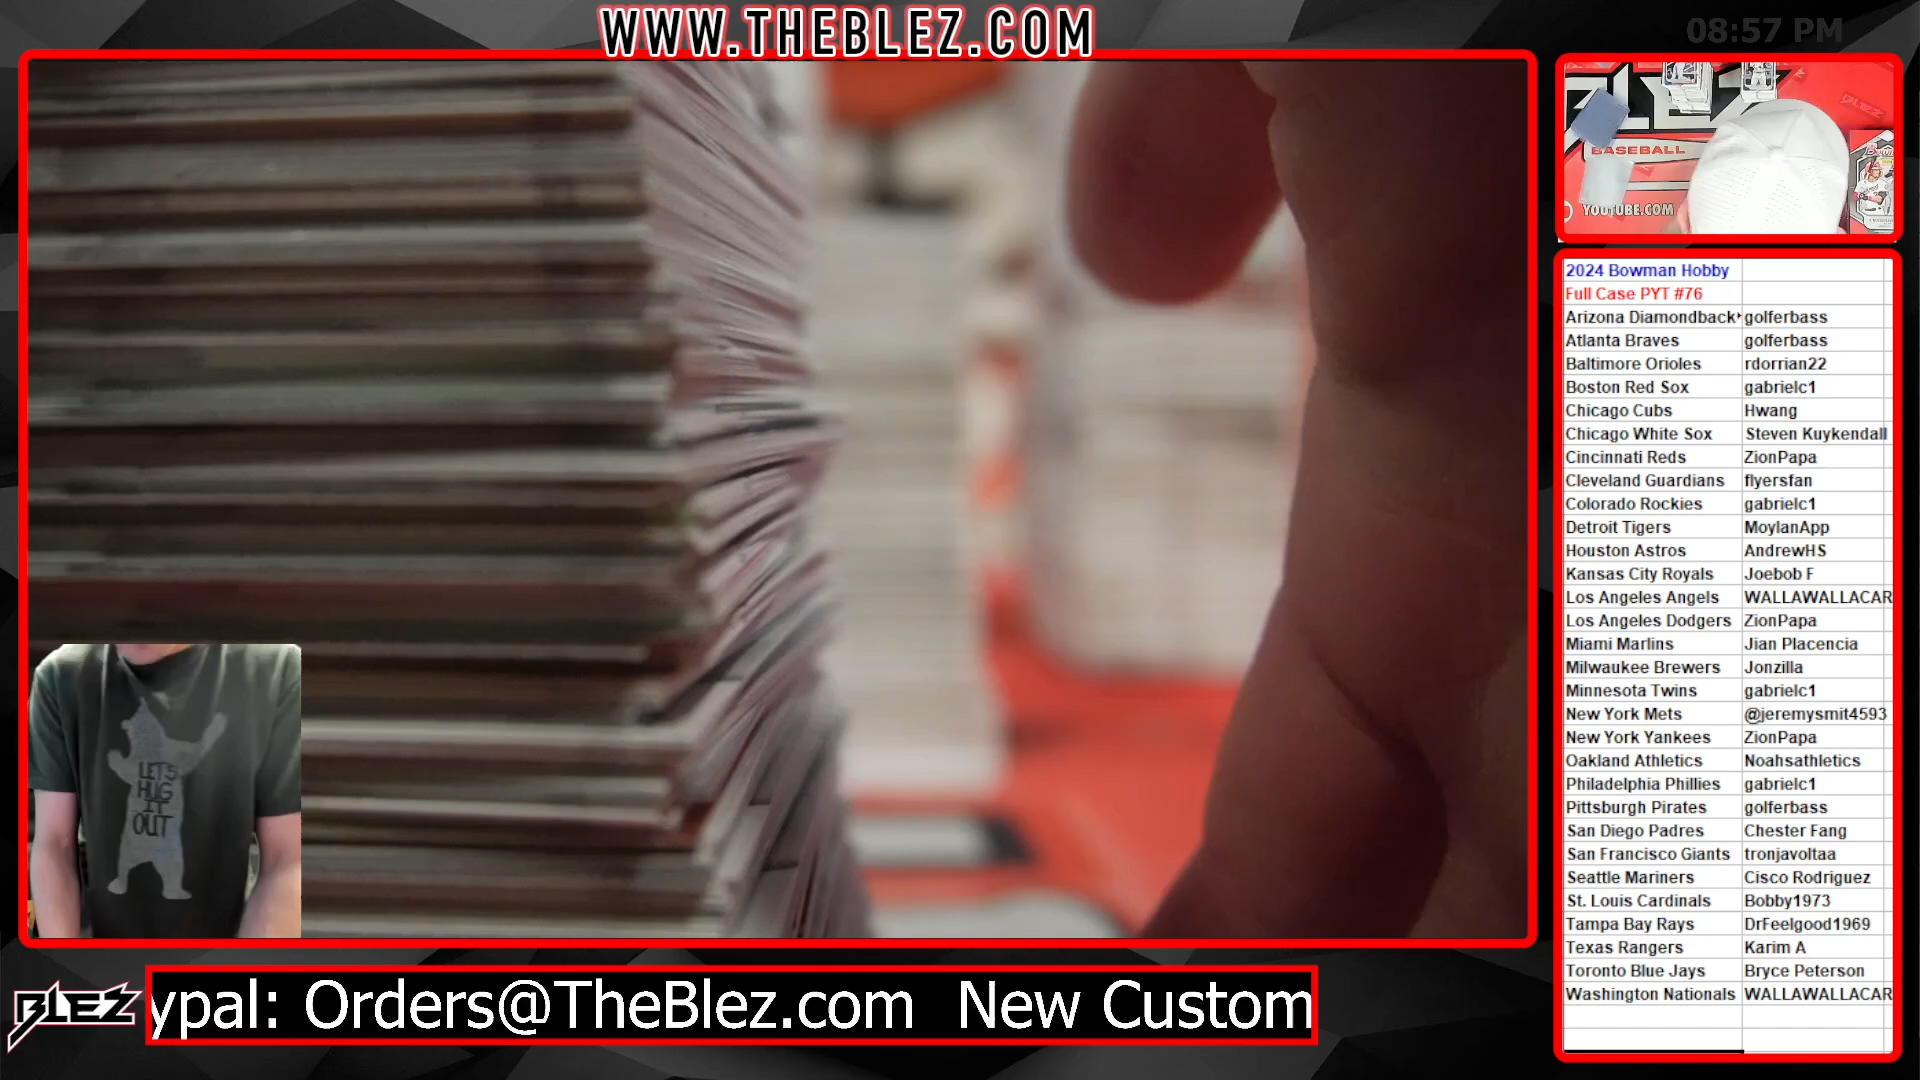 WWW.THEBLEZ.COM
08:57 PM
BLEZ
BASEBALL
YOUTUBE.COM
2024 Bowman Hobby
Full Case PYT #76
Arizona Diamondback golferbass
Atlanta Braves golferbass
Baltimore Orioles rdorrian22
Boston Red Sox gabrielc1
Chicago Cubs Hwang
Chicago White Sox Steven Kuykendall
Cincinnati Reds ZionPapa
Cleveland Guardians flyersfan
Colorado Rockies gabrielc1
Detroit Tigers MoylanApp
Houston Astros AndrewHS
Kansas City Royals Joebob F
Los Angeles Angels WALLAWALLACAR
Los Angeles Dodgers ZionPapa
Miami Marlins Jian Placencia
Milwaukee Brewers Jonzilla
Minnesota Twins gabrielc1
New York Mets @jeremysmit4593
New York Yankees ZionPapa
Oakland Athletics Noahsathletics
Philadelphia Phillies gabrielc1
Pittsburgh Pirates golferbass
San Diego Padres Chester Fang
San Francisco Giants tronjavoltaa
Seattle Mariners Cisco Rodriguez
St. Louis Cardinals Bobby1973
Tampa Bay Rays DrFeelgood1969
Texas Rangers Karim A
Toronto Blue Jays Bryce Peterson
Washington Nationals WALLAWALLACAR
LET'S
HUG
IT
OUT
BLEZ
ypal: Orders@TheBlez.com New Custom